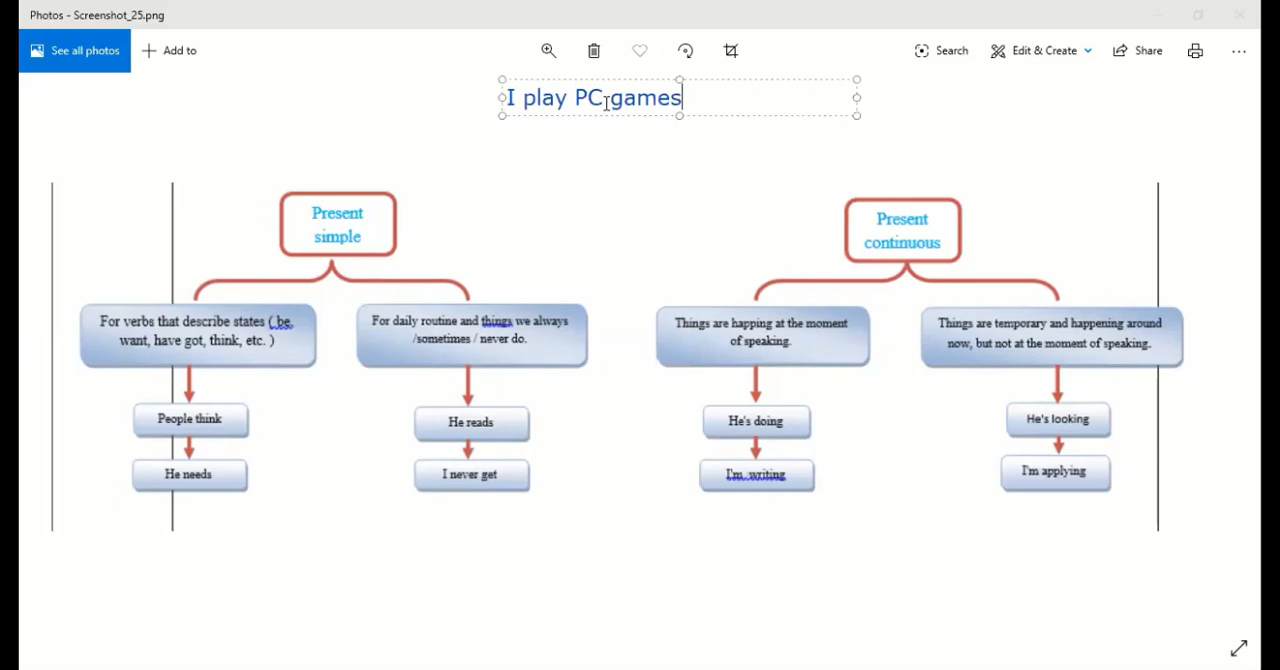 Photos - Screenshot_25.png
See all photos
Add to
Search
Edit & Create
Share
I play PC games
Present
simple
Present
continuous
For verbs that describe states ( be,
want, have got, think, etc. )
For daily routine and things we always
/sometimes / never do.
Things are happing at the moment
of speaking.
Things are temporary and happening around
now, but not at the moment of speaking.
People think
He reads
He's doing
He's looking
He needs
I never get
I'm writing
I'm applying